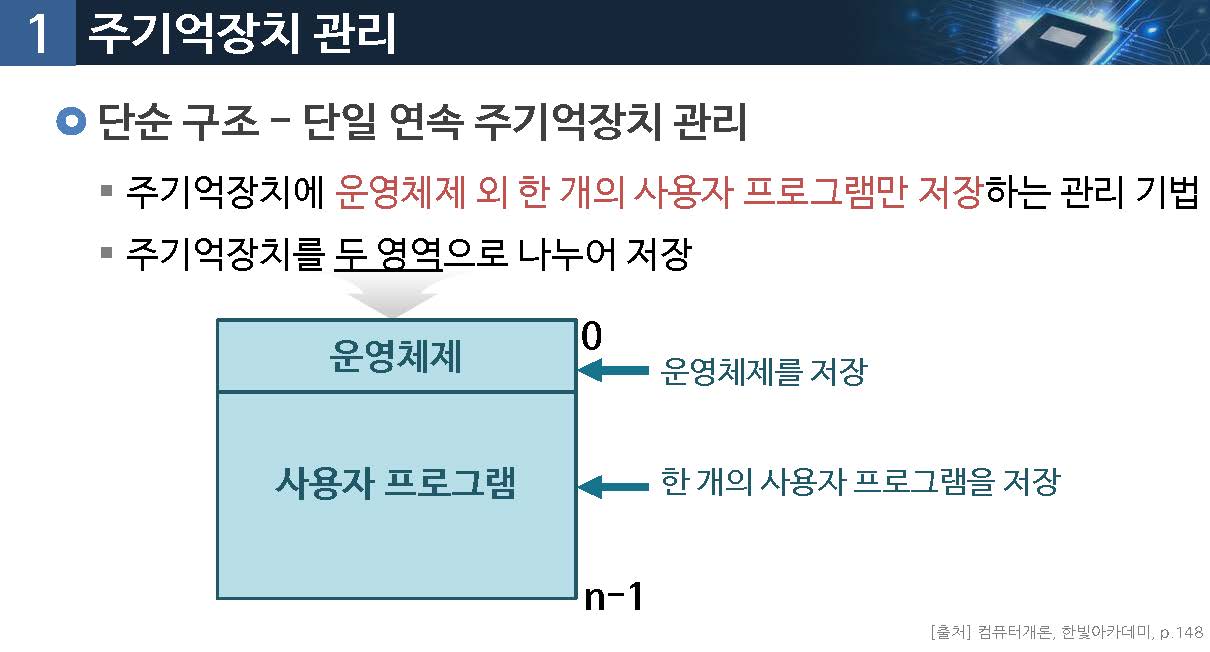 1 주기억장치 관리
단순 구조 - 단일 연속 주기억장치 관리
주기억장치에 운영체제 외 한 개의 사용자 프로그램만 저장하는 관리 기법
주기억장치를 두 영역으로 나누어 저장
0
운영체제
운영체제를 저장
사용자 프로그램
한 개의 사용자 프로그램을 저장
n-1
[출처] 컴퓨터개론, 한빛아카데미, p.148